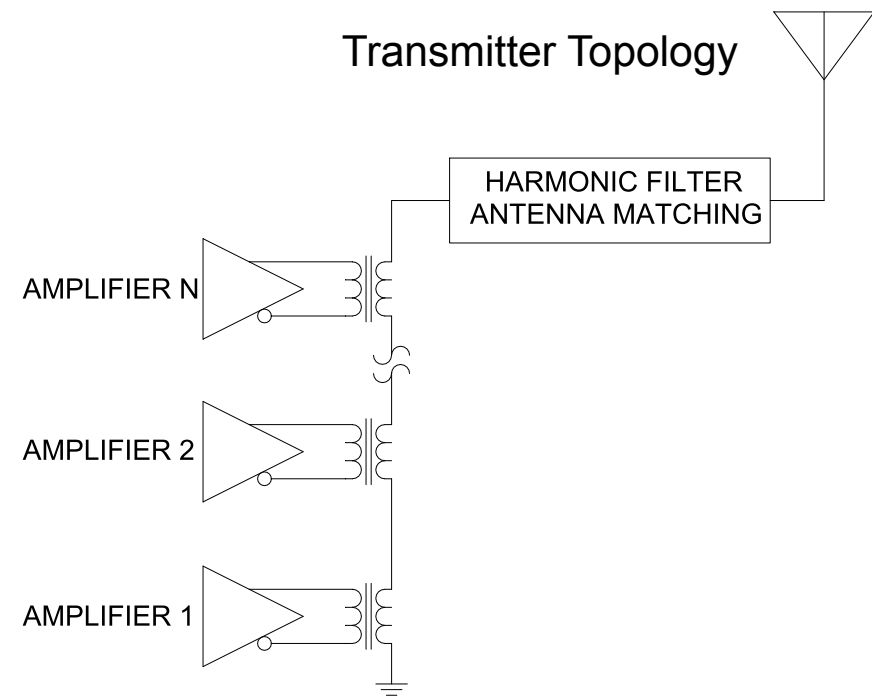 Transmitter Topology
HARMONIC FILTER
ANTENNA MATCHING
AMPLIFIER N
AMPLIFIER 2
AMPLIFIER 1